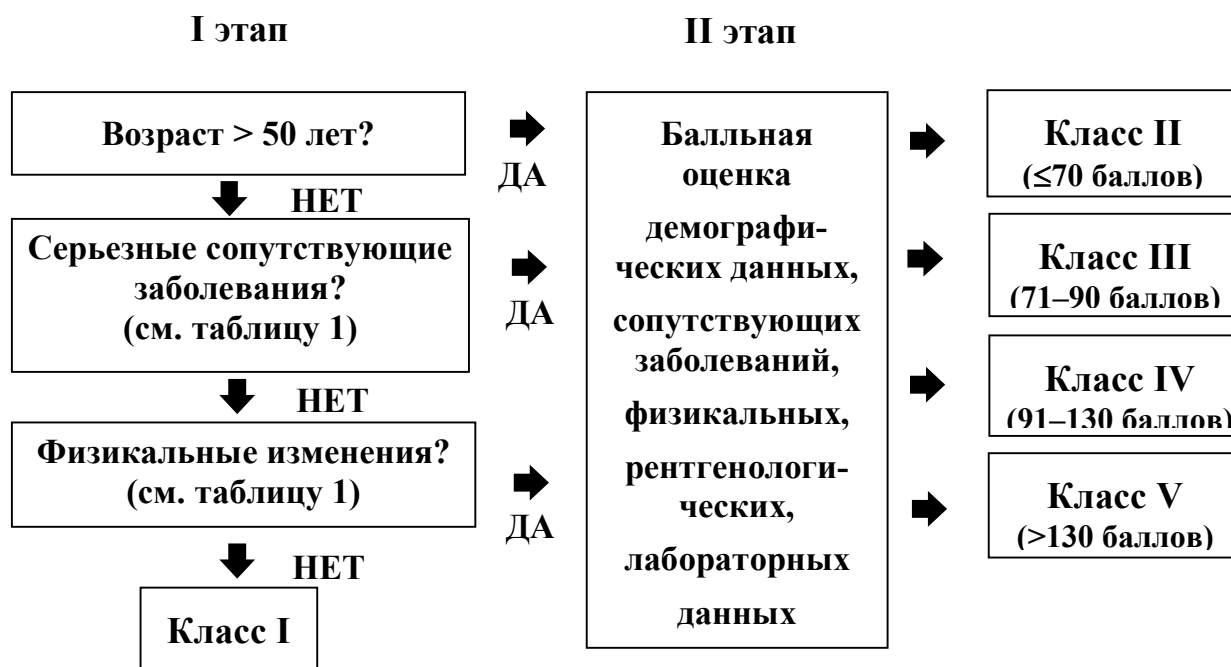 I этап
II этап
Возраст > 50 лет?
ДА
НЕТ
Серьезные сопутствующие
заболевания?
(см. таблицу 1)
ДА
НЕТ
Физикальные изменения?
(см. таблицу 1)
ДА
НЕТ
Класс I
Балльная
оценка
демографи-
ческих данных,
сопутствующих
заболеваний,
физикальных,
рентгенологи-
ческих,
лабораторных
данных
Класс II
(≤70 баллов)
Класс III
(71–90 баллов)
Класс IV
(91–130 баллов)
Класс V
(>130 баллов)